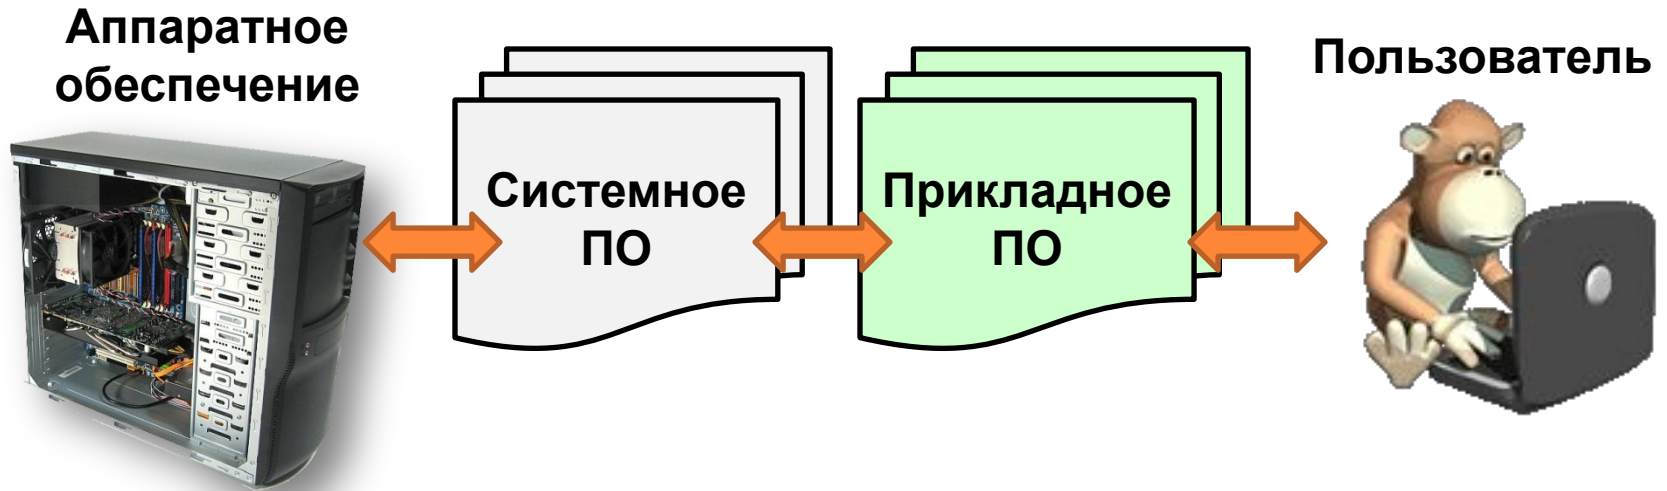 Аппаратное
обеспечение
Системное
ПО
Прикладное
ПО
Пользователь